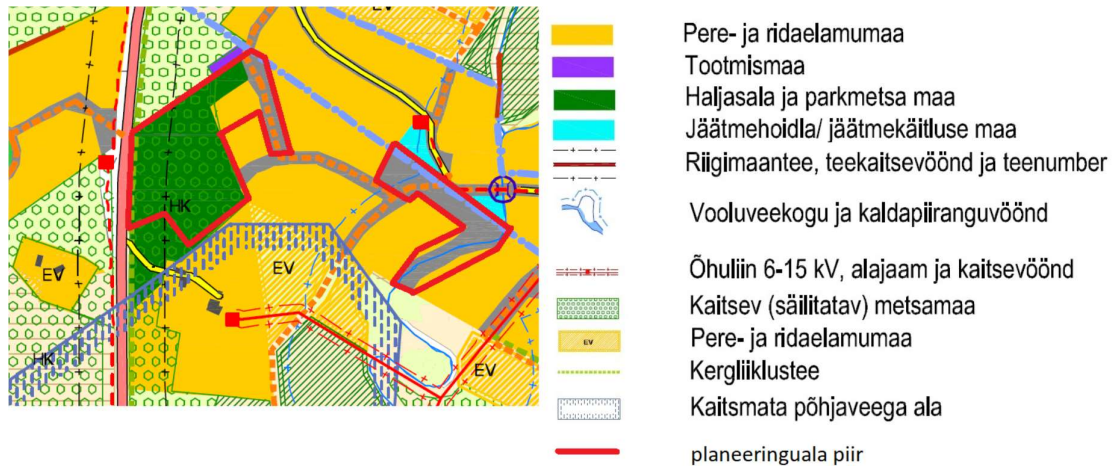 EV
Pere- ja ridaelamumaa
Tootmismaa
Haljasala ja parkmetsa maa
Jäätmehoidla/ jäätmekäitluse maa
Riigimaantee, teekaitsevöönd ja teenumber
HK
Vooluveekogu ja kaldapiiranguvöönd
EV
EV
Õhuliin 6-15 kV, alajaam ja kaitsevöönd
Kaitsev (säilitatav) metsamaa
EV
Pere- ja ridaelamumaa
HK
EV
Kergliiklustee
Kaitsmata põhjaveega ala
planeeringuala piir